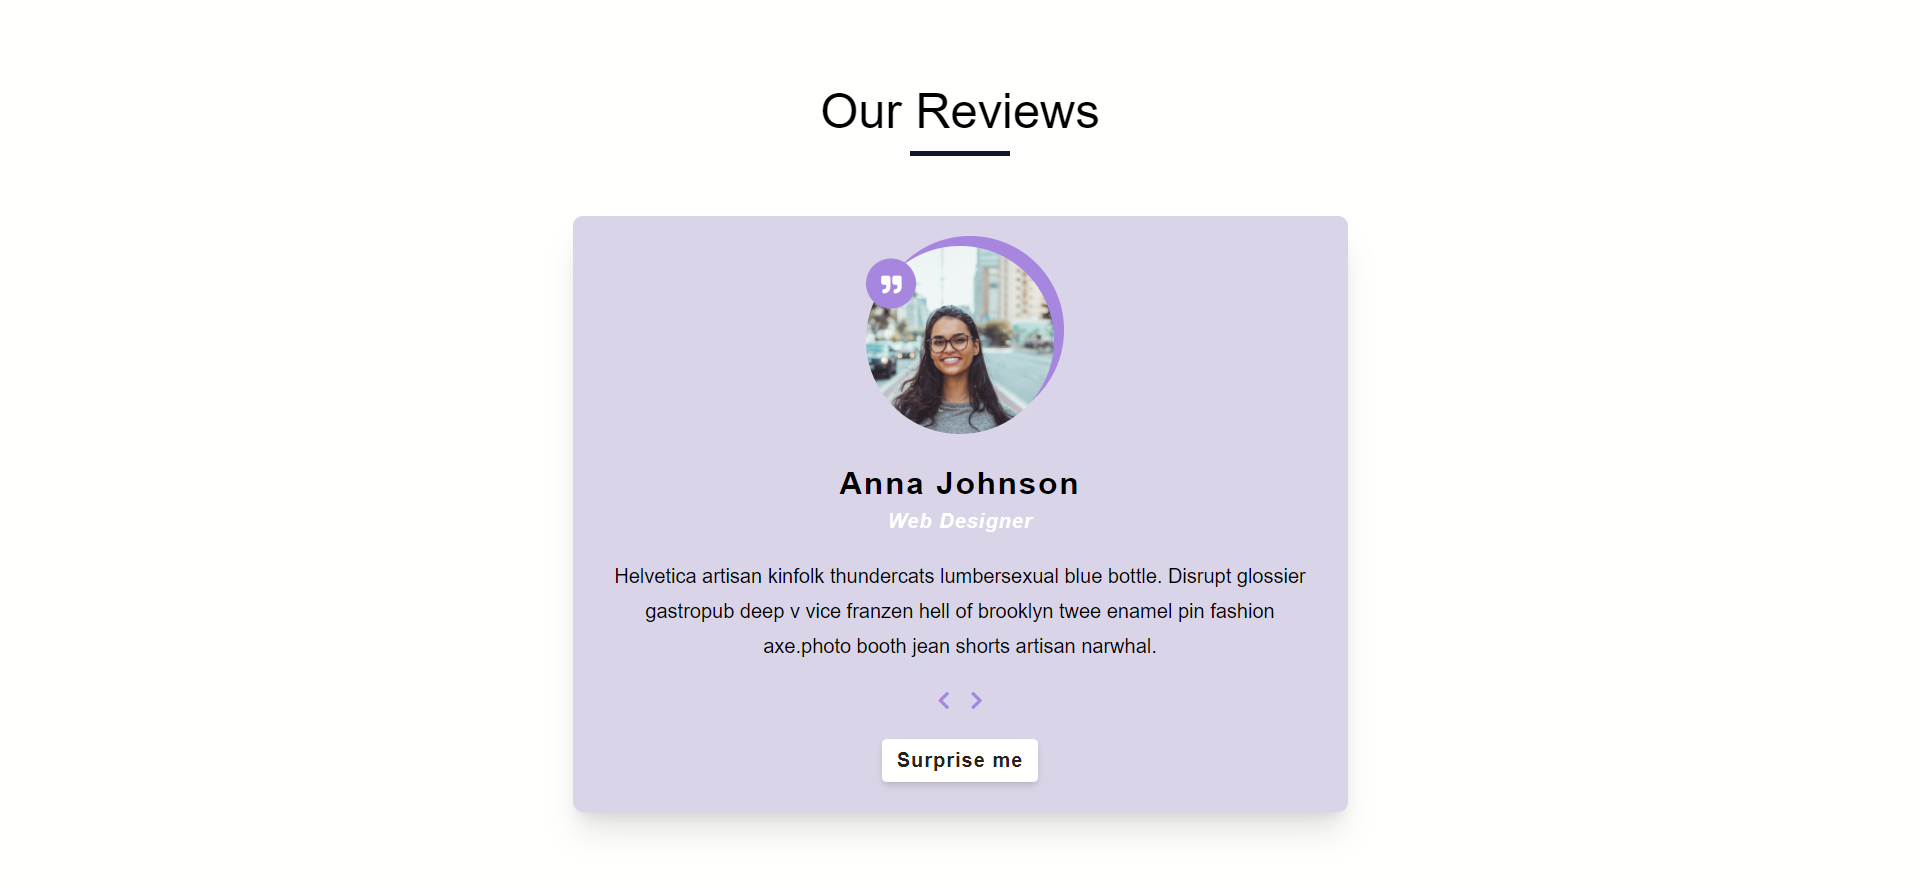 Our Reviews
Anna Johnson
Web Designer
Helvetica artisan kinfolk thundercats lumbersexual blue bottle. Disrupt glossier
gastropub deep v vice franzen hell of brooklyn twee enamel pin fashion
axe.photo booth jean shorts artisan narwhal.
Surprise me